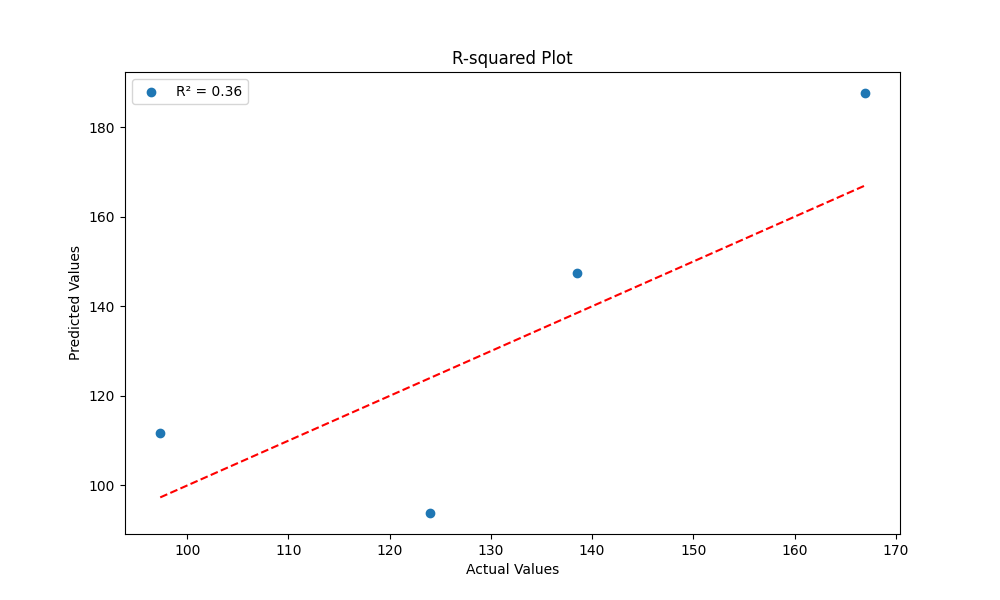 R-squared Plot
R² = 0.36
Predicted Values
180
160
140
120
100
100 110 120 130 140 150 160 170
Actual Values